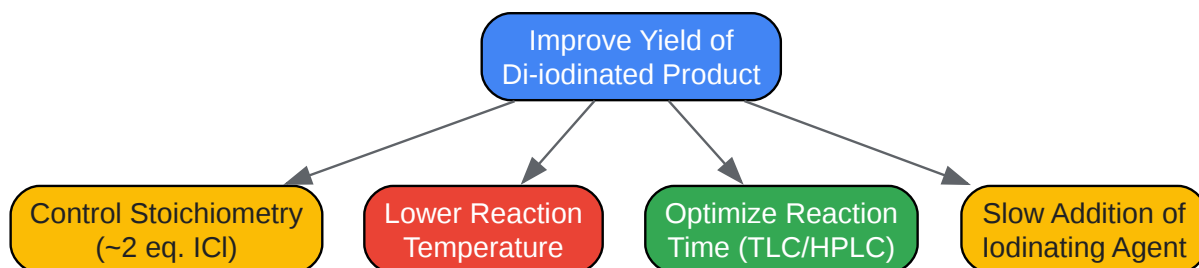 Improve Yield of
Di-iodinated Product
Control Stoichiometry
(~2 eq. ICl)
Lower Reaction
Temperature
Optimize Reaction
Time (TLC/HPLC)
Slow Addition of
Iodinating Agent